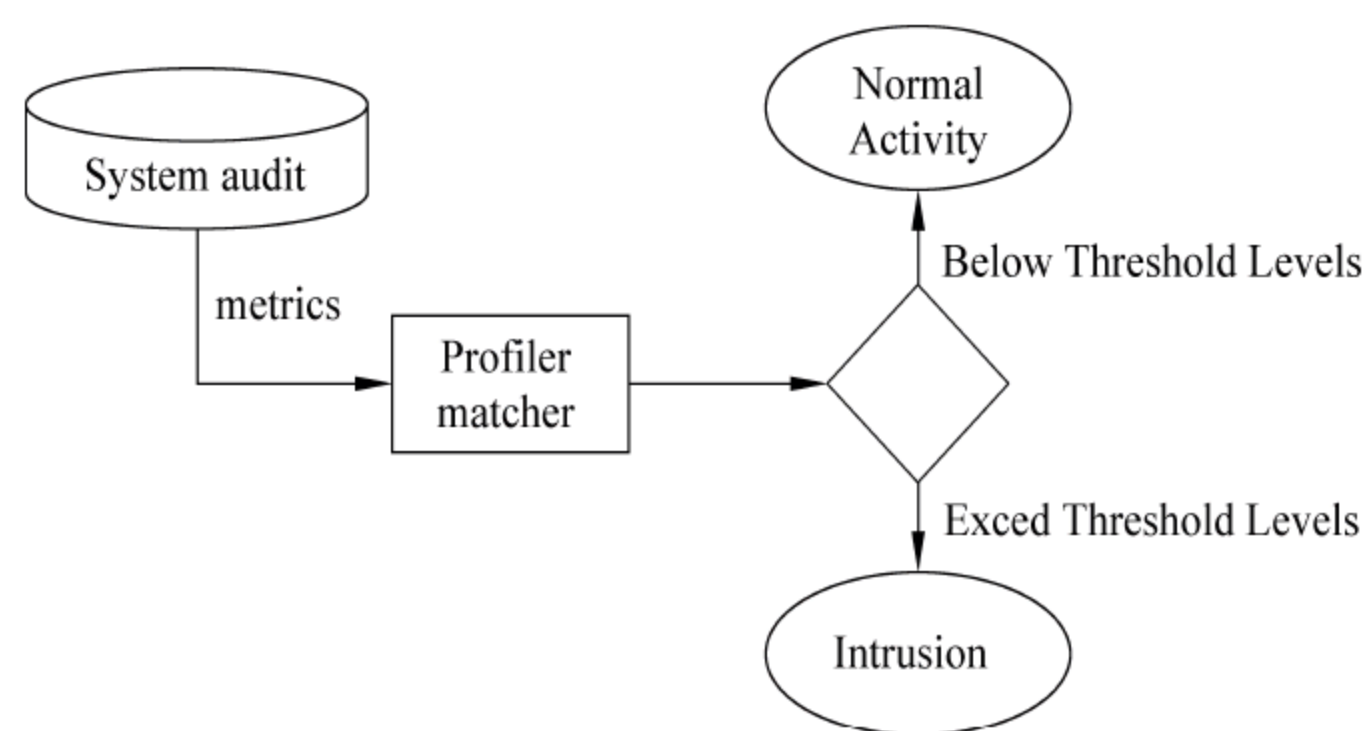 System audit
metrics
Profiler
matcher
Normal
Activity
Below Threshold Levels
Exced Threshold Levels
Intrusion